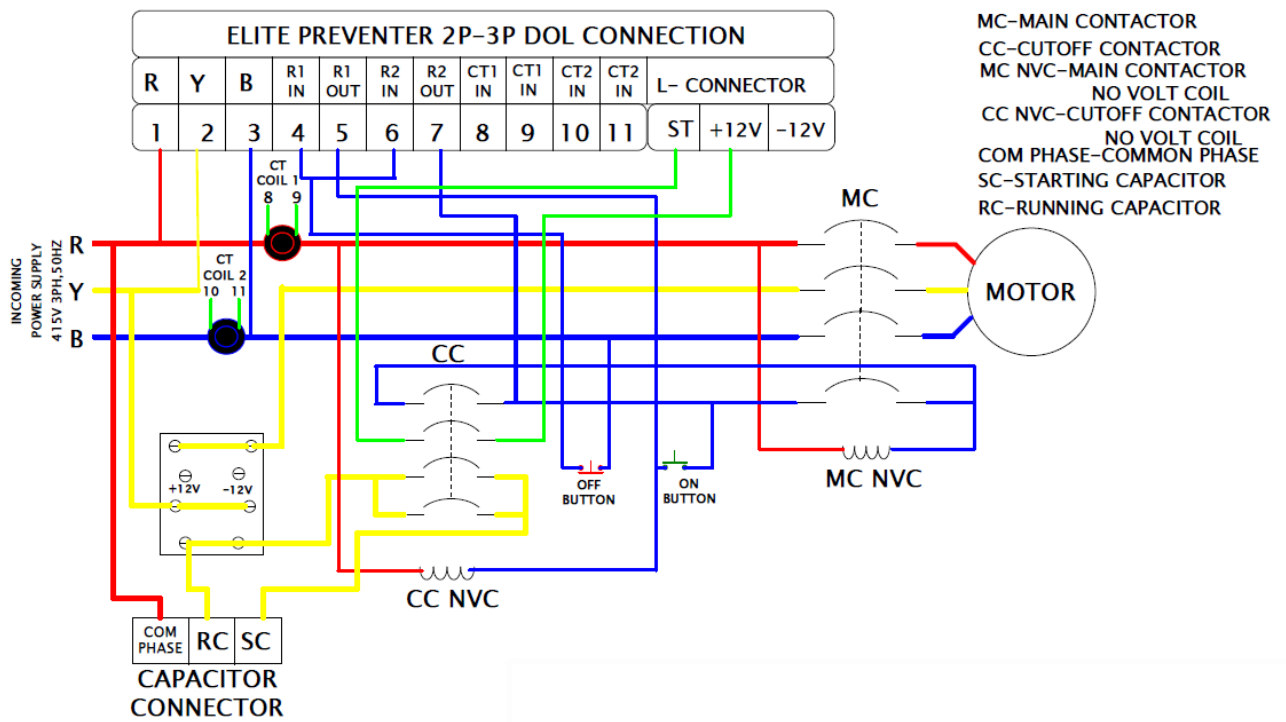 ELITE PREVENTER 2P-3P DOL CONNECTION
R Y B R1 IN R1 OUT R2 IN R2 OUT CT1 IN CT1 IN CT2 IN CT2 IN L- CONNECTOR
1 2 3 4 5 6 7 8 9 10 11 ST +12V -12V
MC-MAIN CONTACTOR
CC-CUTOFF CONTACTOR
MC NVC-MAIN CONTACTOR
NO VOLT COIL
CC NVC-CUTOFF CONTACTOR
NO VOLT COIL
COM PHASE-COMMON PHASE
SC-STARTING CAPACITOR
RC-RUNNING CAPACITOR
CT
COIL 1
8 9
MC
INCOMING
POWER SUPPLY
415V 3PH,50HZ
R
Y
B
CT
COIL 2
10 11
MOTOR
CC
+12V -12V
OFF
BUTTON
ON
BUTTON
MC NVC
CC NVC
COM
PHASE
RC
SC
CAPACITOR
CONNECTOR